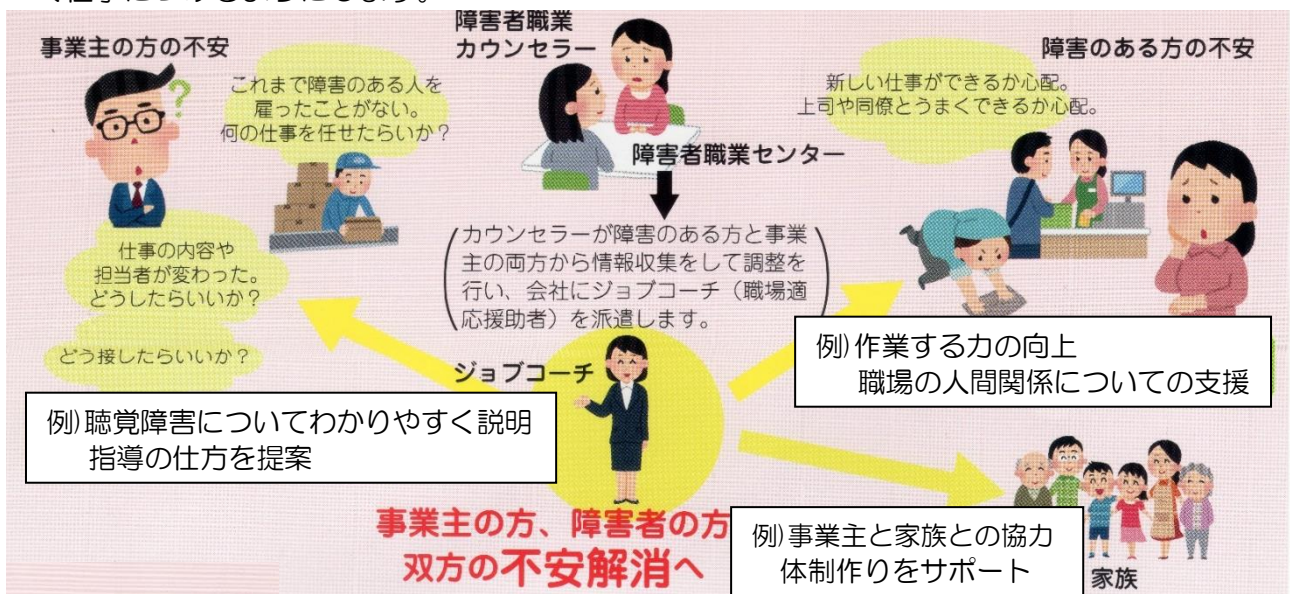 事業主の方の不安
これまで障害のある人を
雇ったことがない。
何の仕事を任せたらいか？
仕事の内容や
担当者が変わった。
どうしたらいいか？
どう接したらいいか？
障害者職業
カウンセラー
障害者職業センター
カウンセラーが障害のある方と事業
主の両方から情報収集をして調整を
行い、会社にジョブコーチ（職場適
応援助者）を派遣します。
障害のある方の不安
新しい仕事ができるか心配。
上司や同僚とうまくできるか心配。
ジョブコーチ
例)聴覚障害についてわかりやすく説明
指導の仕方を提案
例)作業する力の向上
職場の人間関係についての支援
例)事業主と家族との協力
体制作りをサポート
家族
事業主の方、障害者の方
双方の不安解消へ